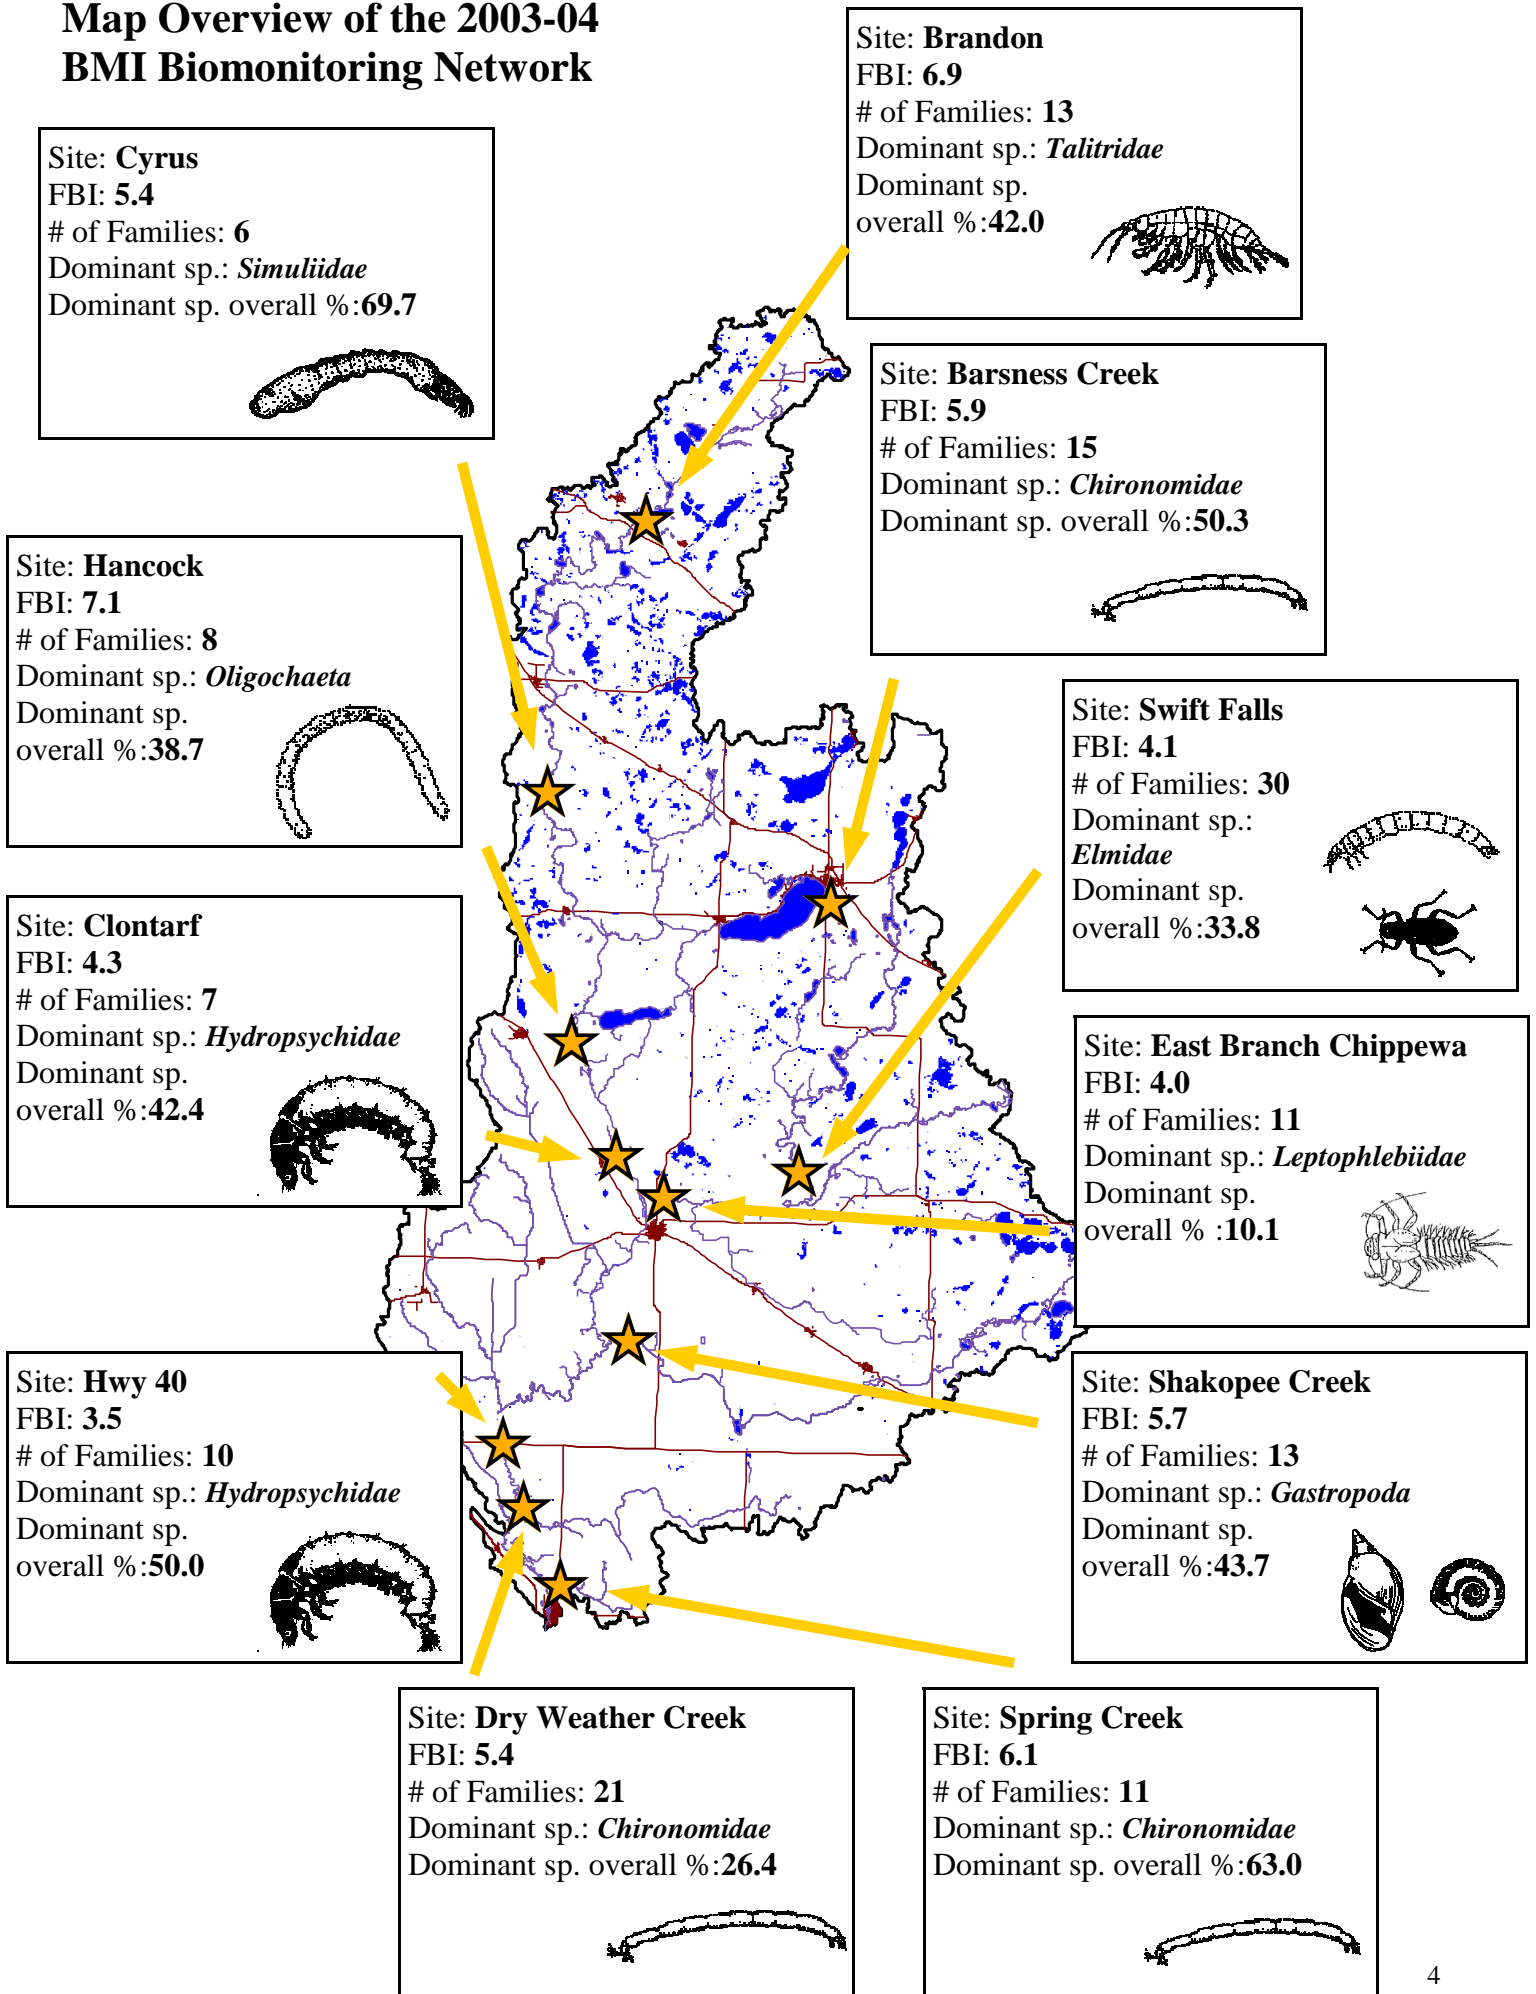 Map Overview of the 2003-04
BMI Biomonitoring Network
Site: Brandon
FBI: 6.9
# of Families: 13
Dominant sp.: Talitridae
Dominant sp.
overall %:42.0
Site: Cyrus
FBI: 5.4
# of Families: 6
Dominant sp.: Simuliidae
Dominant sp. overall %:69.7
Site: Barsness Creek
FBI: 5.9
# of Families: 15
Dominant sp.: Chironomidae
Dominant sp. overall %:50.3
Site: Hancock
FBI: 7.1
# of Families: 8
Dominant sp.: Oligochaeta
Dominant sp.
overall %:38.7
Site: Swift Falls
FBI: 4.1
# of Families: 30
Dominant sp.:
Elmidae
Dominant sp.
overall %:33.8
Site: Clontarf
FBI: 4.3
# of Families: 7
Dominant sp.: Hydropsychidae
Dominant sp.
overall %:42.4
Site: East Branch Chippewa
FBI: 4.0
# of Families: 11
Dominant sp.: Leptophlebiidae
Dominant sp.
overall % :10.1
Site: Hwy 40
FBI: 3.5
# of Families: 10
Dominant sp.: Hydropsychidae
Dominant sp.
overall %:50.0
Site: Shakopee Creek
FBI: 5.7
# of Families: 13
Dominant sp.: Gastropoda
Dominant sp.
overall %:43.7
Site: Dry Weather Creek
FBI: 5.4
# of Families: 21
Dominant sp.: Chironomidae
Dominant sp. overall %:26.4
Site: Spring Creek
FBI: 6.1
# of Families: 11
Dominant sp.: Chironomidae
Dominant sp. overall %:63.0
4